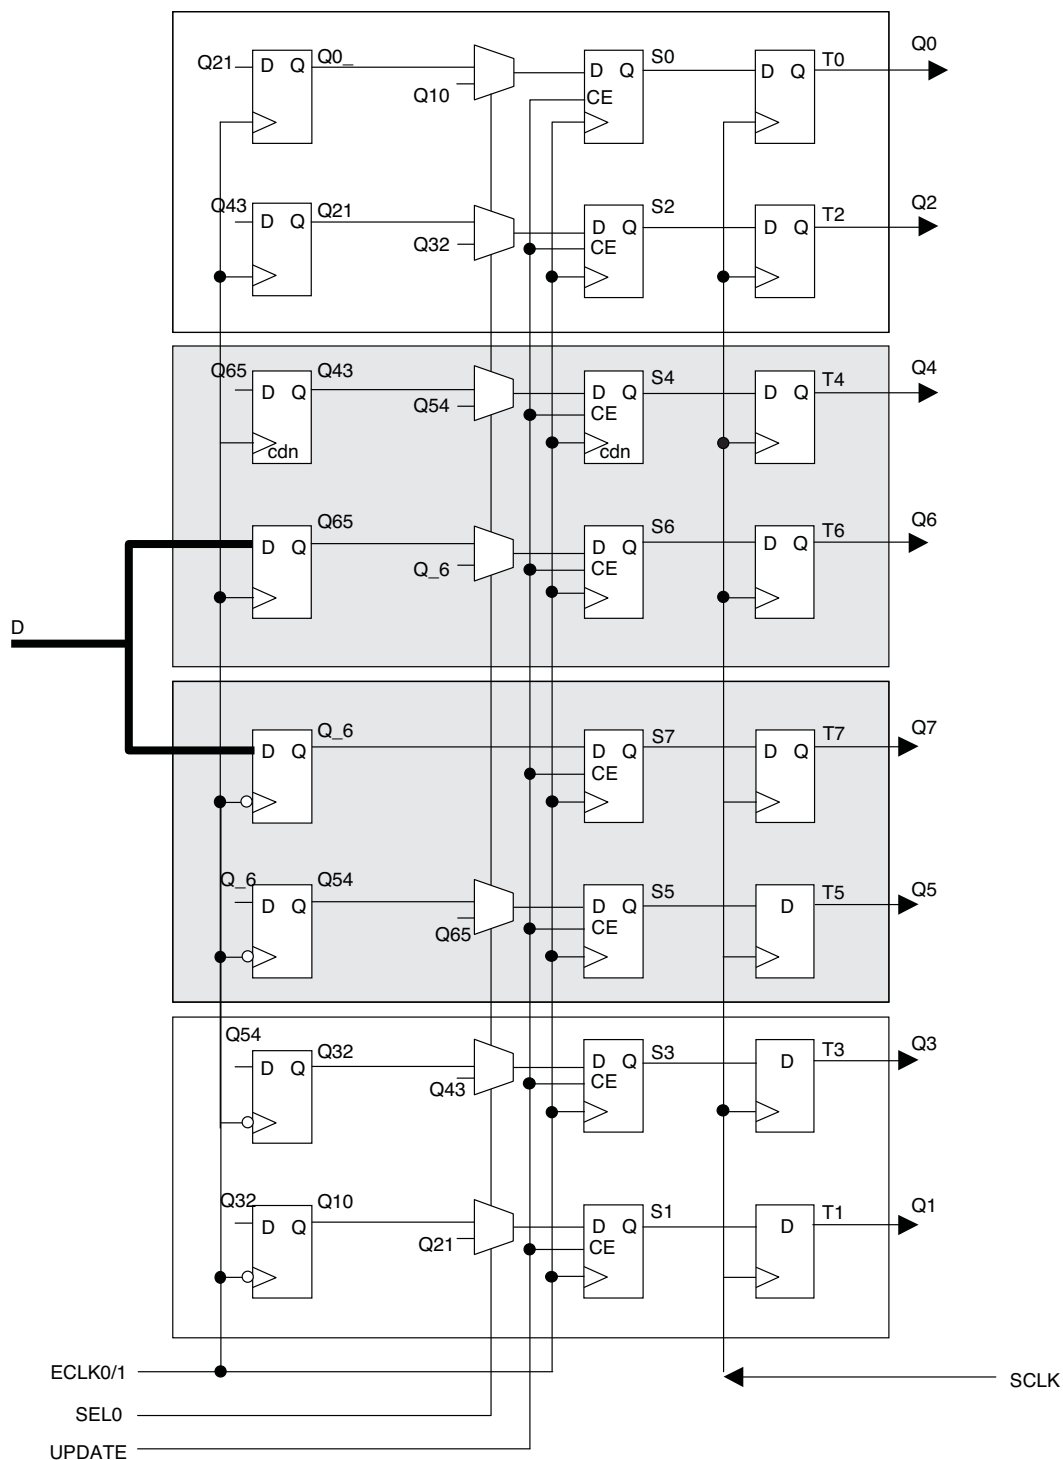 Q21 D Q Q0_ Q10 D Q CE S0 D Q T0 Q0
Q43 D Q Q21 Q32 D Q CE S2 D Q T2 Q2
Q65 D Q cdn Q43 Q54 D Q CE cdn S4 D Q T4 Q4
D Q Q65 Q_6 D Q CE S6 D Q T6 Q6
D
D Q Q_6 D Q CE S7 D Q T7 Q7
Q_6 D Q Q54 Q65 D Q CE S5 D T5 Q5
Q54 D Q Q32 Q43 D Q CE S3 D T3 Q3
Q32 D Q Q10 Q21 D Q CE S1 D T1 Q1
ECLK0/1
SCLK
SEL0
UPDATE